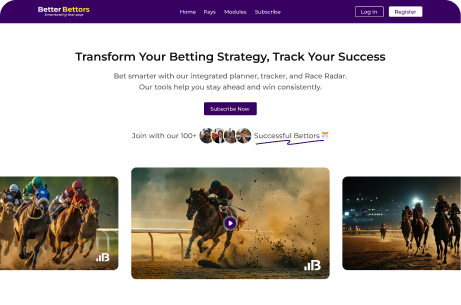 Better Bettors
Smartbetting that pays
Home Pays Modules Subscribe
Log In
Register
Transform Your Betting Strategy, Track Your Success
Bet smarter with our integrated planner, tracker, and Race Radar.
Our tools help you stay ahead and win consistently.
Subscribe Now
Join with our 100+ Successful Bettors
B
B